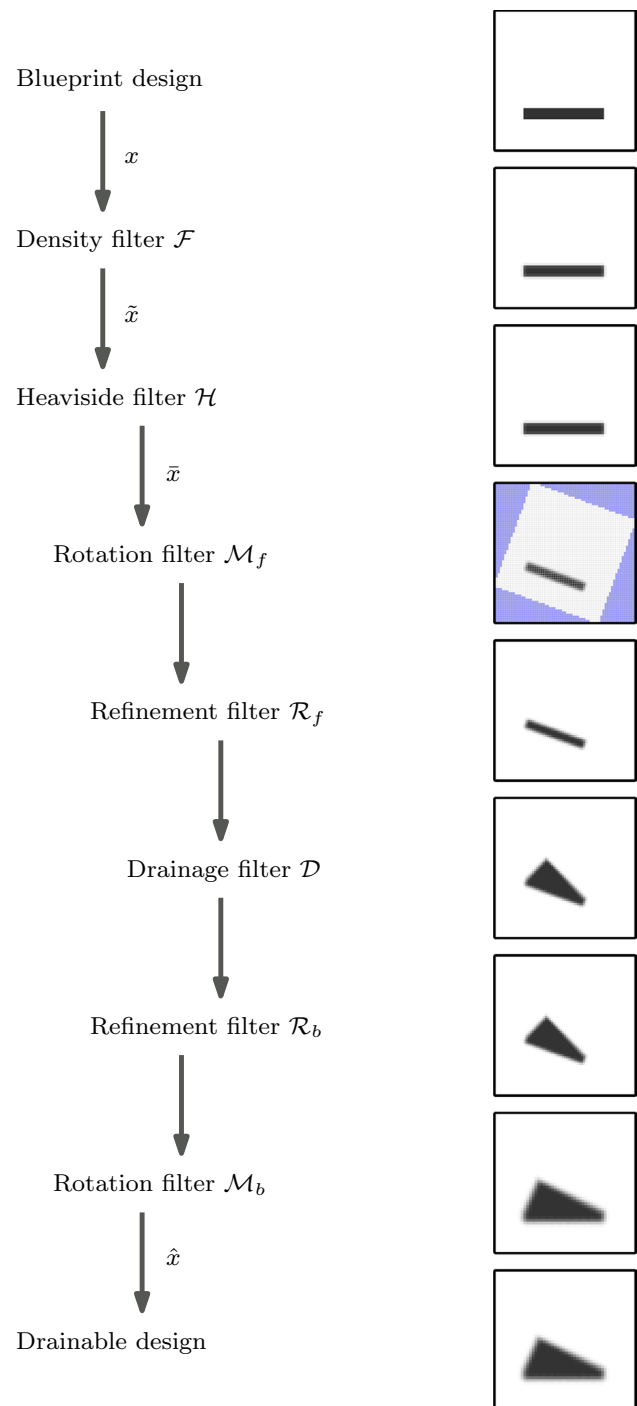 Blueprint design
x
Density filter ℱ
x̃
Heaviside filter ℋ
x̄
Rotation filter ℳ_f
Refinement filter ℛ_f
Drainage filter 𝒟
Refinement filter ℛ_b
Rotation filter ℳ_b
x̂
Drainable design